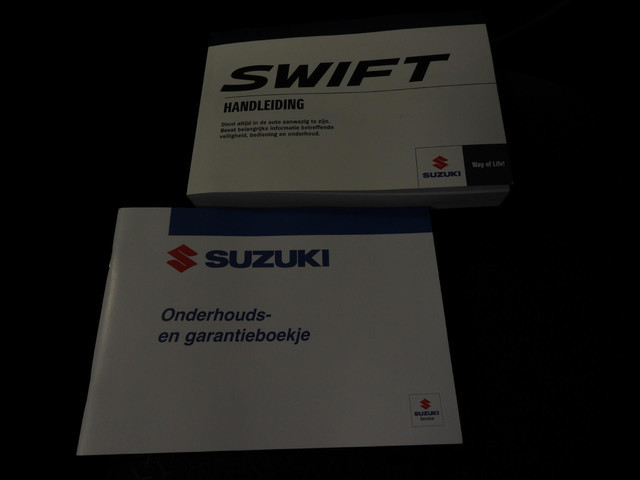 SWIFT
HANDLEIDING
Dient altijd in de auto aanwezig te zijn.
Bevat belangrijke informatie betreffende
veiligheid, bediening en onderhoud.
SUZUKI
Way of Life!
SUZUKI
Onderhouds-
en garantieboekje
SUZUKI
Service